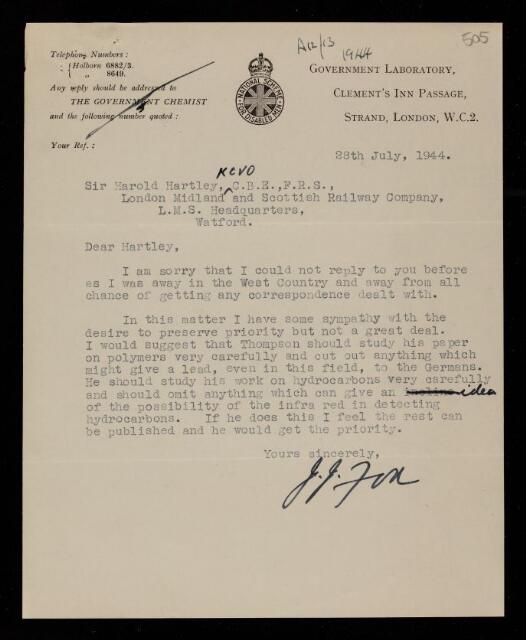 A12/13
1944
505
Telephone Numbers :
Holborn 6882/3.
„ 8649.
Any reply should be addressed to
THE GOVERNMENT CHEMIST
and the following number quoted :
Your Ref. :
NATIONAL SCHEME
FOR DISABLED MEN
GOVERNMENT LABORATORY,
CLEMENT'S INN PASSAGE,
STRAND, LONDON, W.C.2.
28th July, 1944.
KCVO
Sir Harold Hartley, C.B.E.,F.R.S.,
London Midland and Scottish Railway Company,
L.M.S. Headquarters,
Watford.
Dear Hartley,
I am sorry that I could not reply to you before
as I was away in the West Country and away from all
chance of getting any correspondence dealt with.
In this matter I have some sympathy with the
desire to preserve priority but not a great deal.
I would suggest that Thompson should study his paper
on polymers very carefully and cut out anything which
might give a lead, even in this field, to the Germans.
He should study his work on hydrocarbons very carefully
and should omit anything which can give an idea
of the possibility of the infra red in detecting
hydrocarbons. If he does this I feel the rest can
be published and he would get the priority.
Yours sincerely,
J. J. Fox